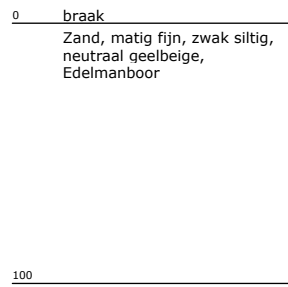 0 braak
Zand, matig fijn, zwak siltig,
neutraal geelbeige,
Edelmanboor
100